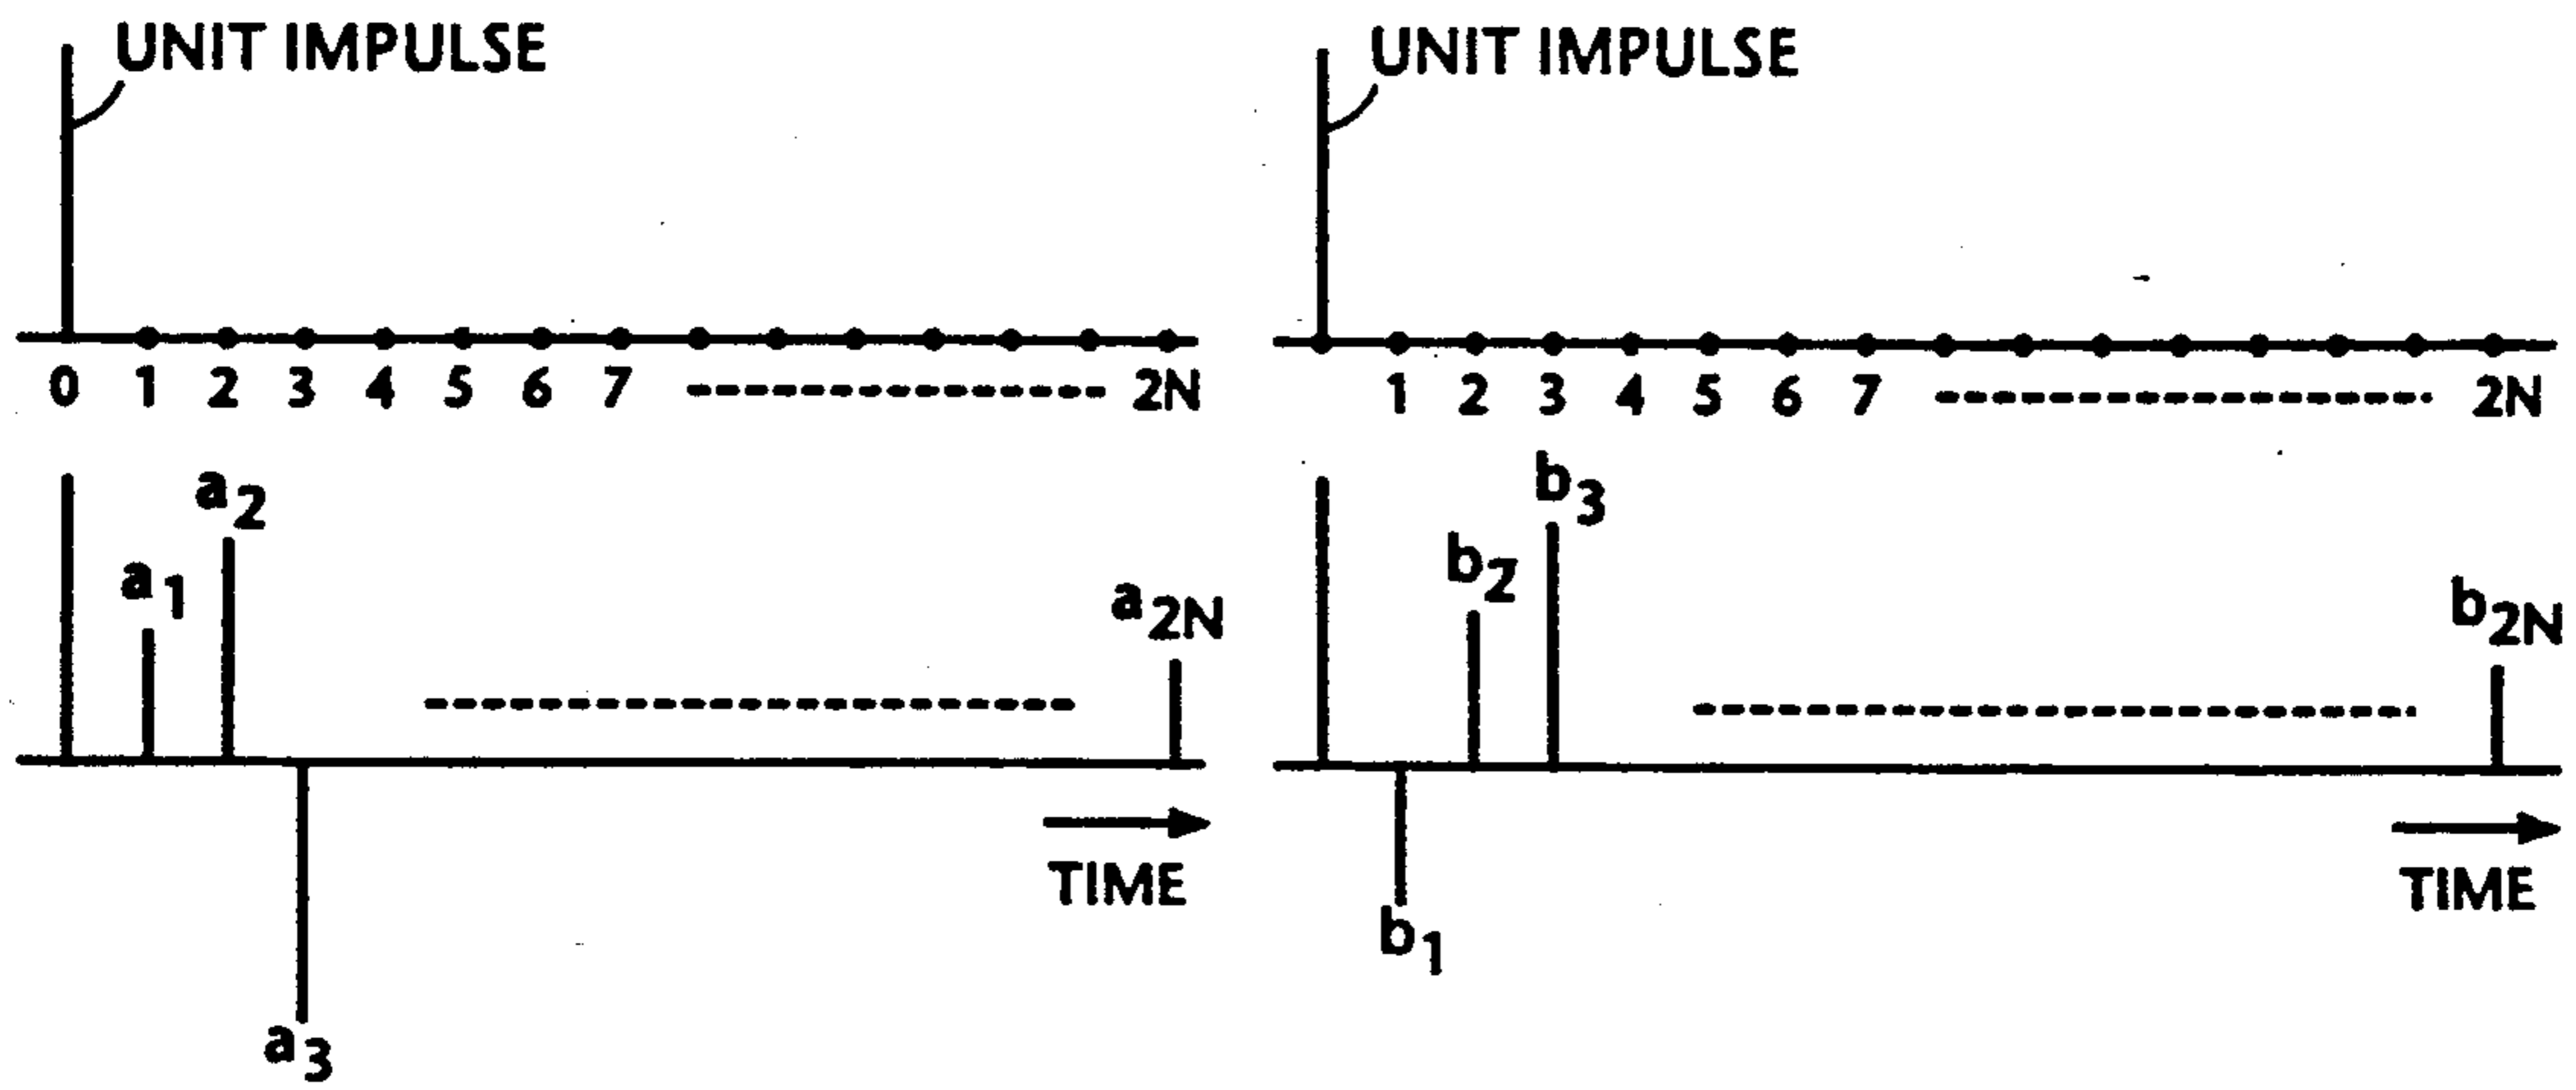 UNIT IMPULSE
0 1 2 3 4 5 6 7 2N
a1
a2
a3
a2N
TIME
UNIT IMPULSE
1 2 3 4 5 6 7 2N
b1
b2
b3
b2N
TIME